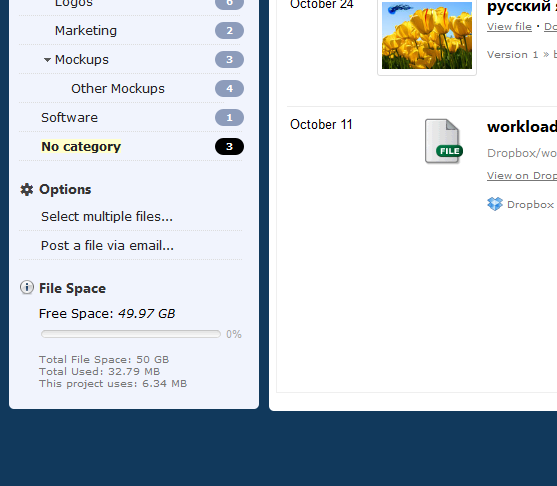 Logos 6
Marketing 2
Mockups 3
Other Mockups 4
Software 1
No category 3
Options
Select multiple files...
Post a file via email...
File Space
Free Space: 49.97 GB
0%
Total File Space: 50 GB
Total Used: 32.79 MB
This project uses: 6.34 MB
October 24
русский
View file •
Version 1 »
October 11
FILE
workload
Dropbox/wo
View on Drop
Dropbox